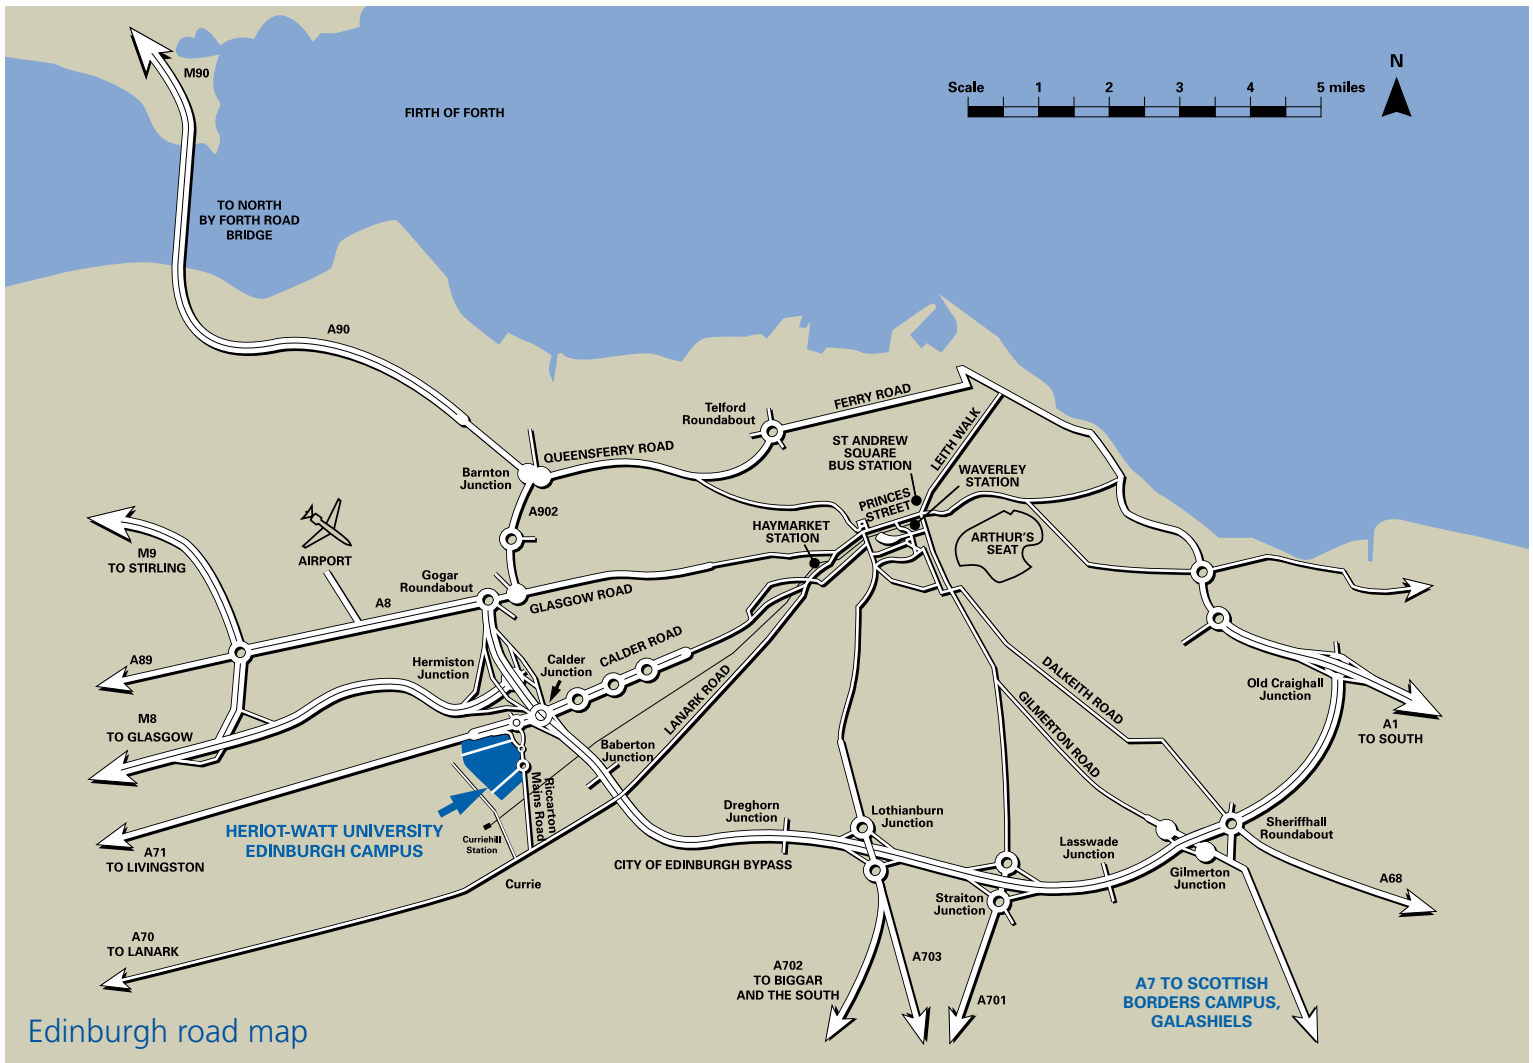 N
Scale 1 2 3 4 5 miles
M90
FIRTH OF FORTH
TO NORTH
BY FORTH ROAD
BRIDGE
A90
FERRY ROAD
Telford
Roundabout
LEITH WALK
ST ANDREW
SQUARE
BUS STATION
QUEENSFERRY ROAD
Barnton
Junction
WAVERLEY
STATION
PRINCES
STREET
A902
HAYMARKET
STATION
ARTHUR'S
SEAT
M9
TO STIRLING
AIRPORT
Gogar
Roundabout
A8
GLASGOW ROAD
A89
Hermiston
Junction
Calder
Junction
CALDER ROAD
LANARK ROAD
DALKEITH ROAD
GILMERTON ROAD
Old Craighall
Junction
A1
TO SOUTH
M8
TO GLASGOW
Baberton
Junction
Riccarton
Mains Road
HERIOT-WATT UNIVERSITY
EDINBURGH CAMPUS
Curriehill
Station
Dreghorn
Junction
Lothianburn
Junction
Lasswade
Junction
Sheriffhall
Roundabout
A71
TO LIVINGSTON
CITY OF EDINBURGH BYPASS
Gilmerton
Junction
A68
Currie
Straiton
Junction
A70
TO LANARK
A702
TO BIGGAR
AND THE SOUTH
A703
A701
A7 TO SCOTTISH
BORDERS CAMPUS,
GALASHIELS
Edinburgh road map